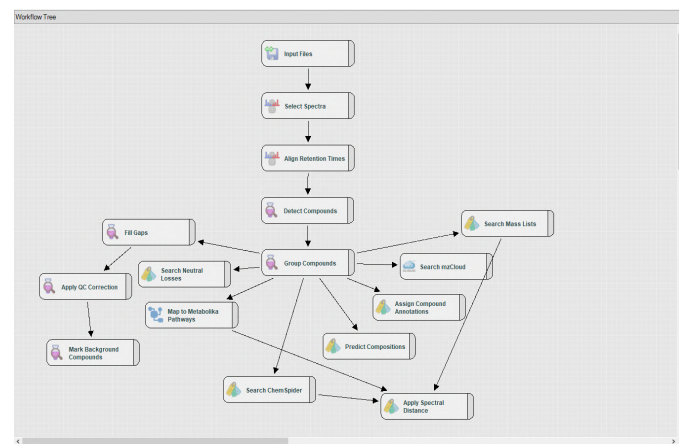 Workflow Tree
Input Files
Select Spectra
Align Retention Times
Detect Compounds
Search Mass Lists
Fill Gaps
Group Compounds
Search mzCloud
Search Neutral
Losses
Apply QC Correction
Assign Compound
Annotations
Map to Metabolika
Pathways
Predict Compositions
Mark Background
Compounds
Search ChemSpider
Apply Spectral
Distance